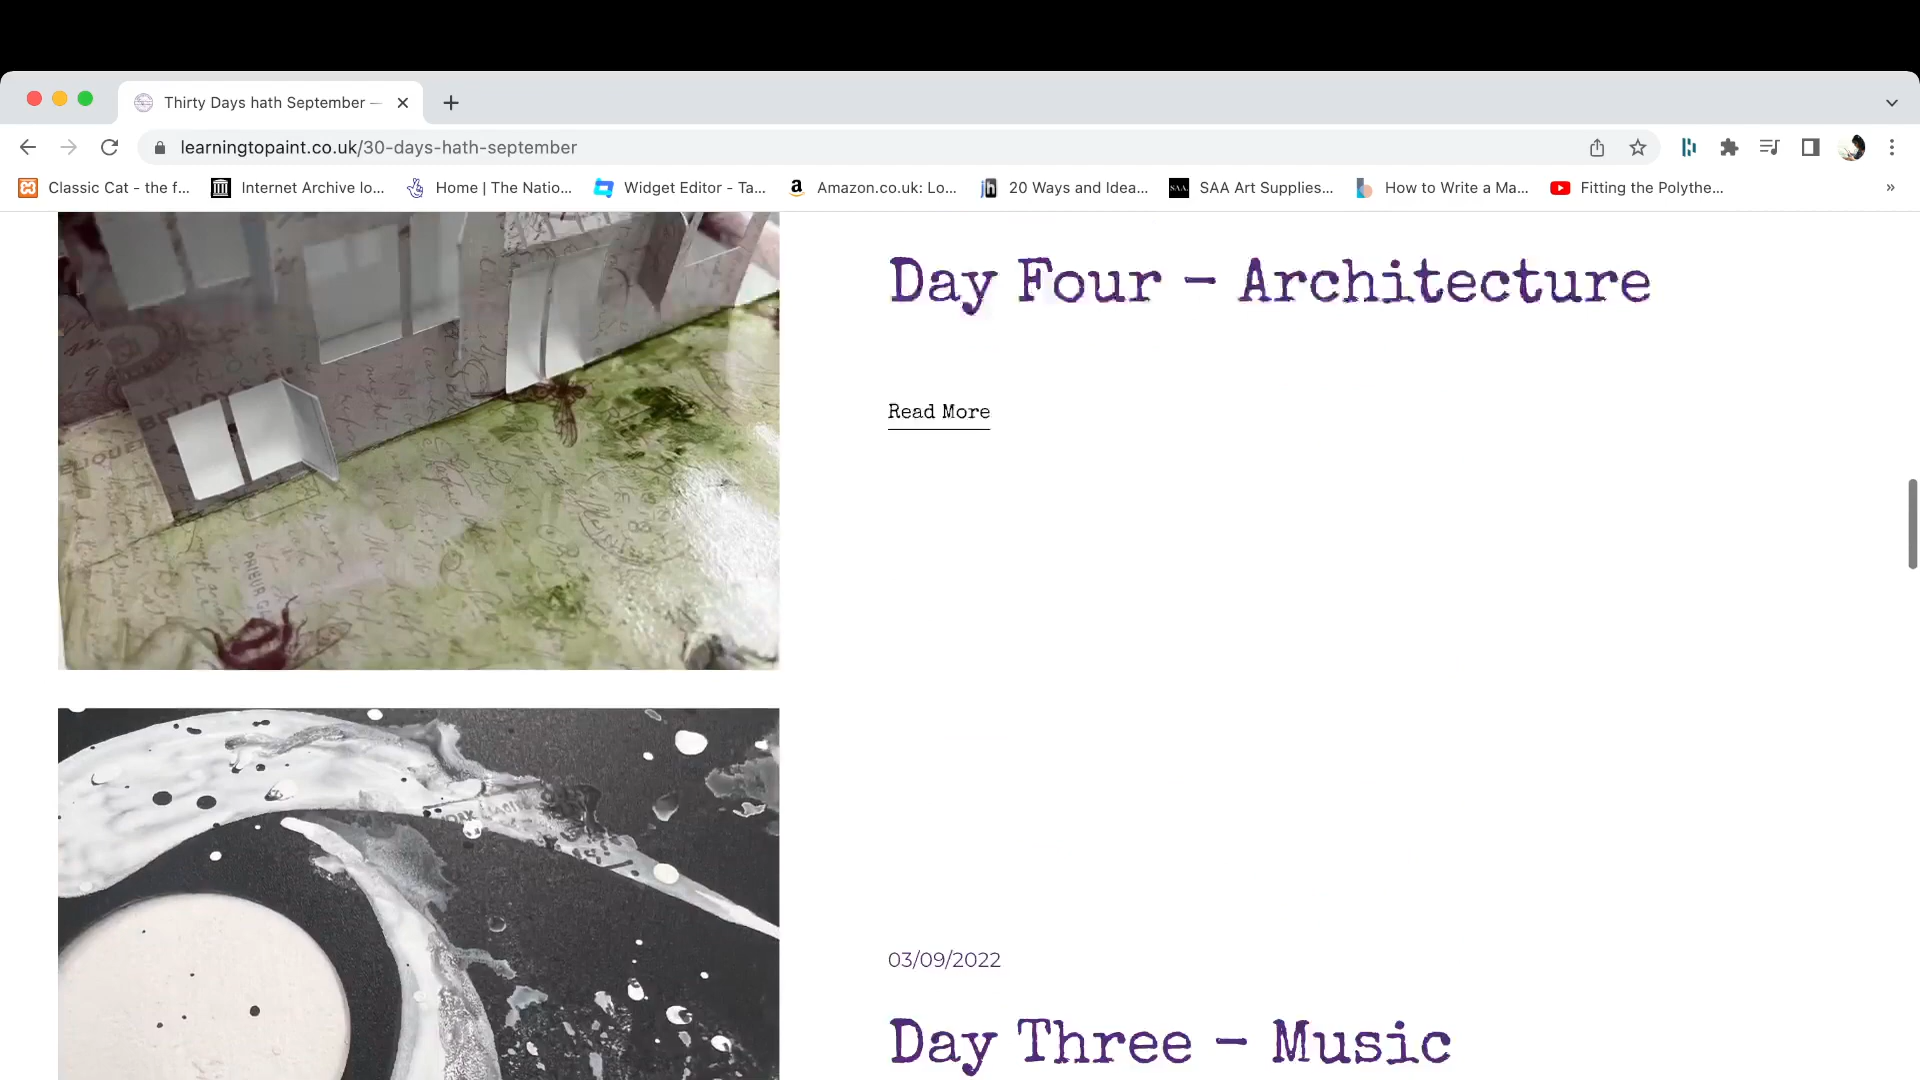 Thirty Days hath September —
learningtopaint.co.uk/30-days-hath-september
Classic Cat - the f... Internet Archive lo... Home | The Natio... Widget Editor - Ta... Amazon.co.uk: Lo... 20 Ways and Idea... SAA Art Supplies... How to Write a Ma... Fitting the Polythe... »
Day Four – Architecture
Read More
PRIEUR
03/09/2022
Day Three – Music